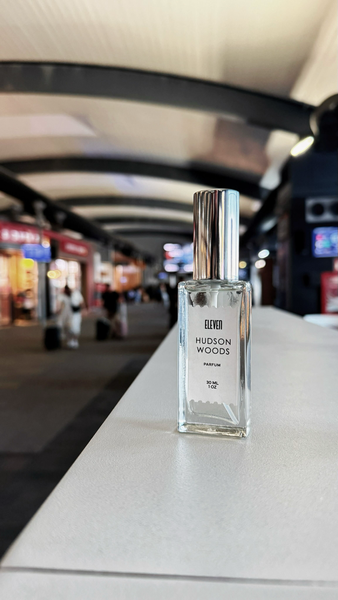 ELEVEN
HUDSON
WOODS
PARFUM
30 ML
1 OZ